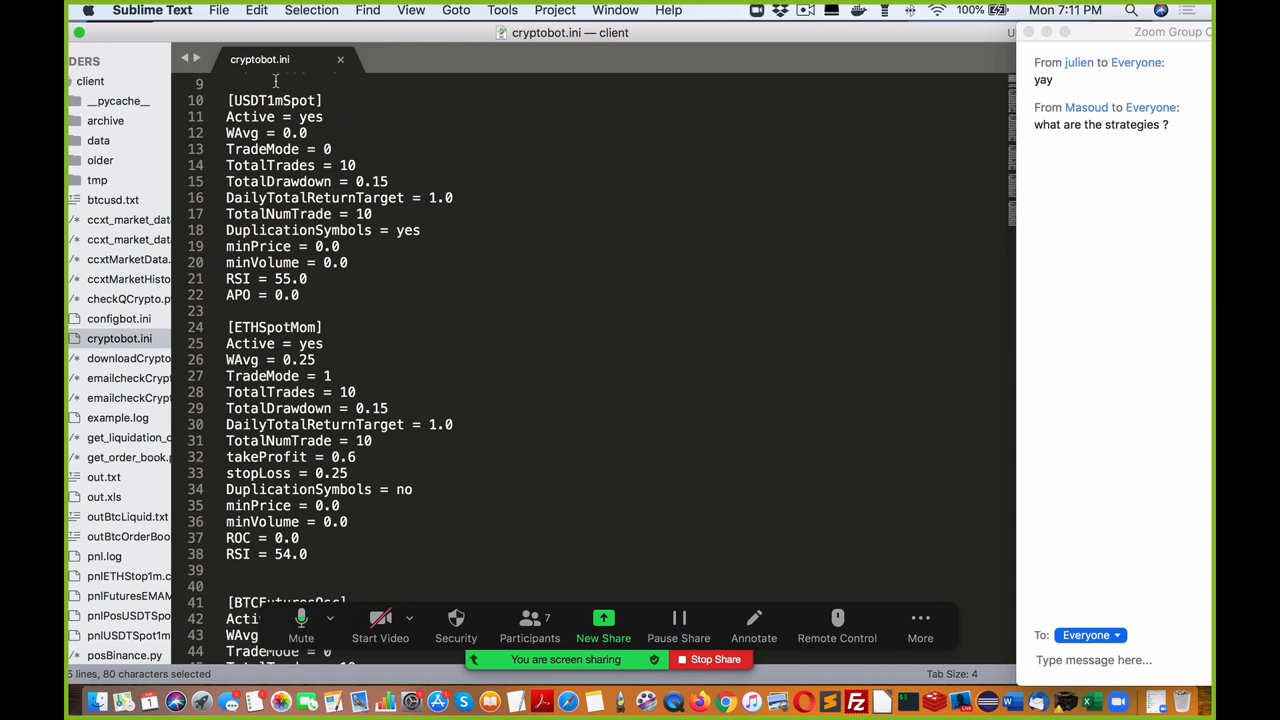 Sublime Text File Edit Selection Find View Goto Tools Project Window Help 100% Mon 7:11 PM
cryptobot.ini — client
Zoom Group
cryptobot.ini ×
DERS
client
__pycache__
archive
data
older
tmp
btcusd.txt
ccxt_market_dat
ccxt_market_dat
ccxtMarketData.
ccxtMarketHisto
checkQCrypto.p
configbot.ini
cryptobot.ini
downloadCrypto
emailcheckCryp
emailcheckCryp
example.log
get_liquidation_c
get_order_book.p
out.txt
out.xls
outBtcLiquid.txt
outBtcOrderBoo
pnl.log
pnlETHStop1m.c
pnlFuturesEMAM
pnlPosUSDTSpot
pnlUSDTSpot1m
posBinance.py
9
10 [USDT1mSpot]
11 Active = yes
12 WAvg = 0.0
13 TradeMode = 0
14 TotalTrades = 10
15 TotalDrawdown = 0.15
16 DailyTotalReturnTarget = 1.0
17 TotalNumTrade = 10
18 DuplicationSymbols = yes
19 minPrice = 0.0
20 minVolume = 0.0
21 RSI = 55.0
22 APO = 0.0
23
24 [ETHSpotMom]
25 Active = yes
26 WAvg = 0.25
27 TradeMode = 1
28 TotalTrades = 10
29 TotalDrawdown = 0.15
30 DailyTotalReturnTarget = 1.0
31 TotalNumTrade = 10
32 takeProfit = 0.6
33 stopLoss = 0.25
34 DuplicationSymbols = no
35 minPrice = 0.0
36 minVolume = 0.0
37 ROC = 0.0
38 RSI = 54.0
39
40
41 [BTCFuturesOsc]
42 Acti
43 WAvg
44 TradeMode = 0
45
From julien to Everyone:
yay
From Masoud to Everyone:
what are the strategies ?
To: Everyone
Type message here...
Mute
Start Video
Security
Participants 7
New Share
Pause Share
Annotate
Remote Control
More
You are screen sharing Stop Share
lines, 80 characters selected
Tab Size: 4